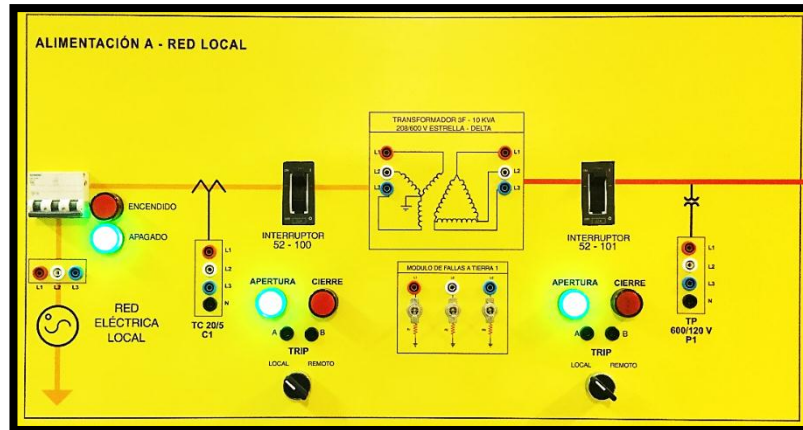 ALIMENTACIÓN A - RED LOCAL
TRANSFORMADOR 3F - 10 KVA
208/600 V ESTRELLA - DELTA
L1
L2
L3
L1
L2
L3
ENCENDIDO
APAGADO
INTERRUPTOR
52 - 100
INTERRUPTOR
52 - 101
L1
L2
L3
N
TC 20/5
C1
L1 L2 L3
RED
ELÉCTRICA
LOCAL
APERTURA CIERRE
A B
TRIP
LOCAL REMOTO
MODULO DE FALLAS A TIERRA 1
L1 L2 L3
APERTURA CIERRE
A B
TRIP
LOCAL REMOTO
L1
L2
L3
N
TP
600/120 V
P1